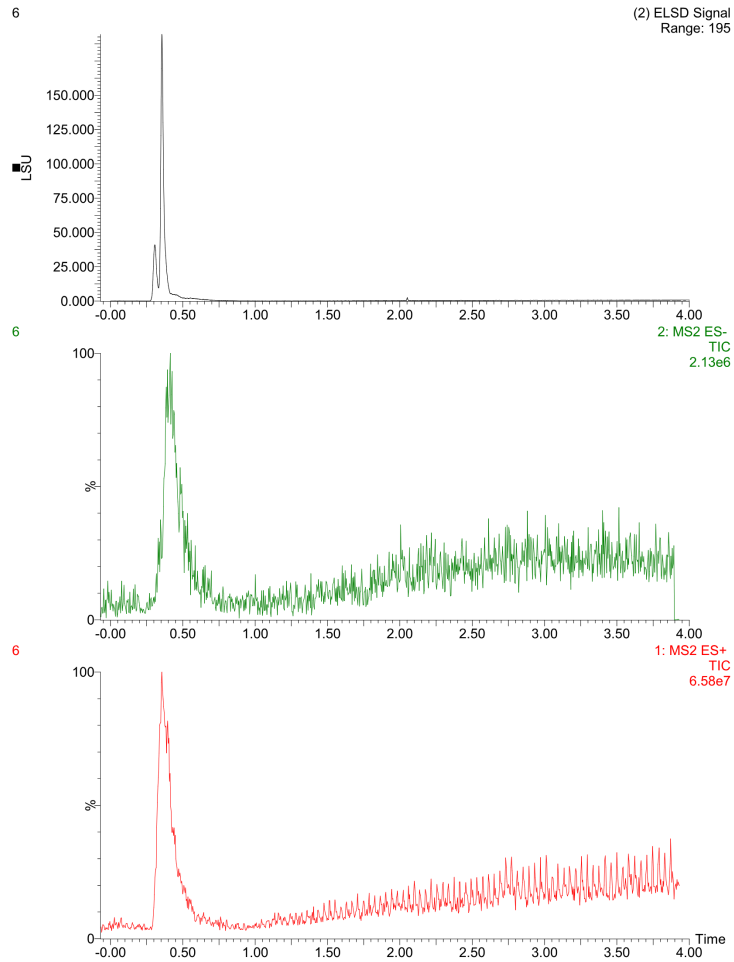 6
(2) ELSD Signal
Range: 195
LSU
150.000
125.000
100.000
75.000
50.000
25.000
0.000
-0.00 0.50 1.00 1.50 2.00 2.50 3.00 3.50 4.00
6
2: MS2 ES-
TIC
2.13e6
100
%
0
-0.00 0.50 1.00 1.50 2.00 2.50 3.00 3.50 4.00
6
1: MS2 ES+
TIC
6.58e7
100
%
0
Time
-0.00 0.50 1.00 1.50 2.00 2.50 3.00 3.50 4.00